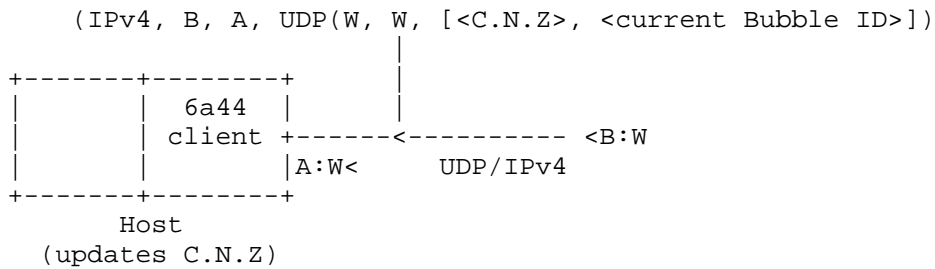 (IPv4, B, A, UDP(W, W, [<C.N.Z>, <current Bubble ID>])
6a44
client <B:W
A:W< UDP/IPv4
Host
(updates C.N.Z)